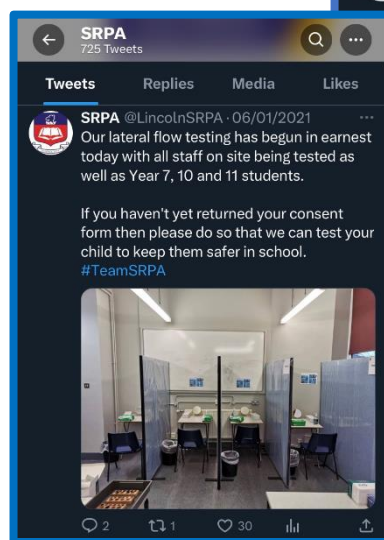 SRPA
725 Tweets
Tweets Replies Media Likes
SRPA @LincolnSRPA · 06/01/2021
Our lateral flow testing has begun in earnest
today with all staff on site being tested as
well as Year 7, 10 and 11 students.
If you haven't yet returned your consent
form then please do so that we can test your
child to keep them safer in school.
#TeamSRPA
2 1 30